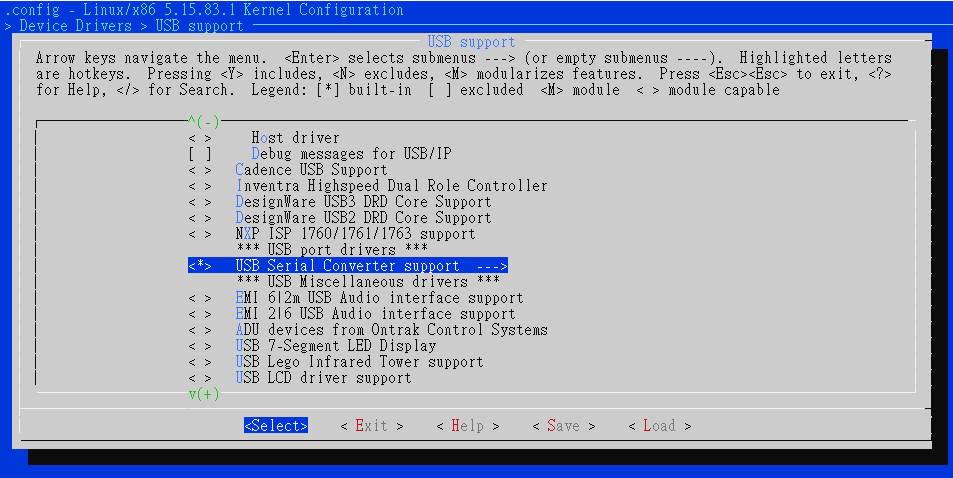 .config - Linux/x86 5.15.83.1 Kernel Configuration
> Device Drivers > USB support
USB support
Arrow keys navigate the menu.  <Enter> selects submenus ---> (or empty submenus ----).  Highlighted letters
are hotkeys.  Pressing <Y> includes, <N> excludes, <M> modularizes features.  Press <Esc><Esc> to exit, <?>
for Help, </> for Search.  Legend: [*] built-in  [ ] excluded  <M> module  < > module capable
^(-)
< >     Host driver
[ ]     Debug messages for USB/IP
< >   Cadence USB Support
< >   Inventra Highspeed Dual Role Controller
< >   DesignWare USB3 DRD Core Support
< >   DesignWare USB2 DRD Core Support
< >   NXP ISP 1760/1761/1763 support
*** USB port drivers ***
<*>   USB Serial Converter support  --->
*** USB Miscellaneous drivers ***
< >   EMI 6|2m USB Audio interface support
< >   EMI 2|6 USB Audio interface support
< >   ADU devices from Ontrak Control Systems
< >   USB 7-Segment LED Display
< >   USB Lego Infrared Tower support
< >   USB LCD driver support
v(+)
<Select>    < Exit >    < Help >    < Save >    < Load >